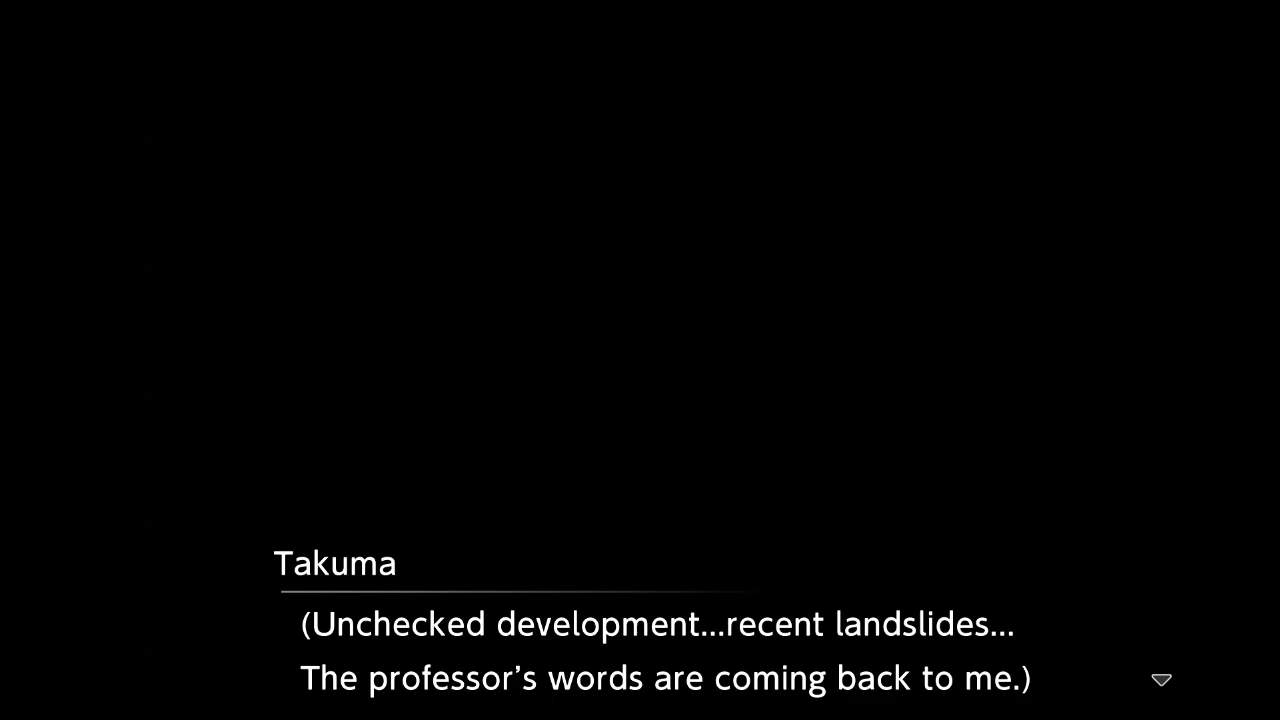 Takuma
(Unchecked development...recent landslides...
The professor's words are coming back to me.)